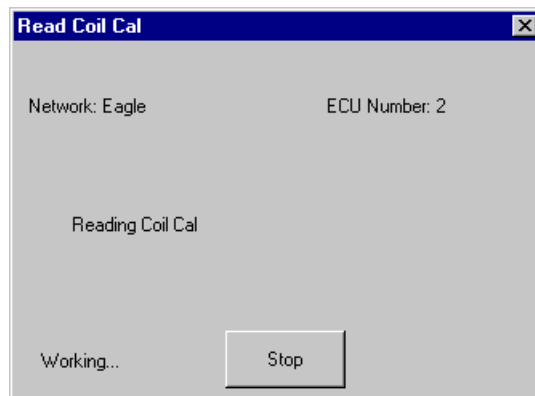 Read Coil Cal
Network: Eagle ECU Number: 2
Reading Coil Cal
Working... Stop